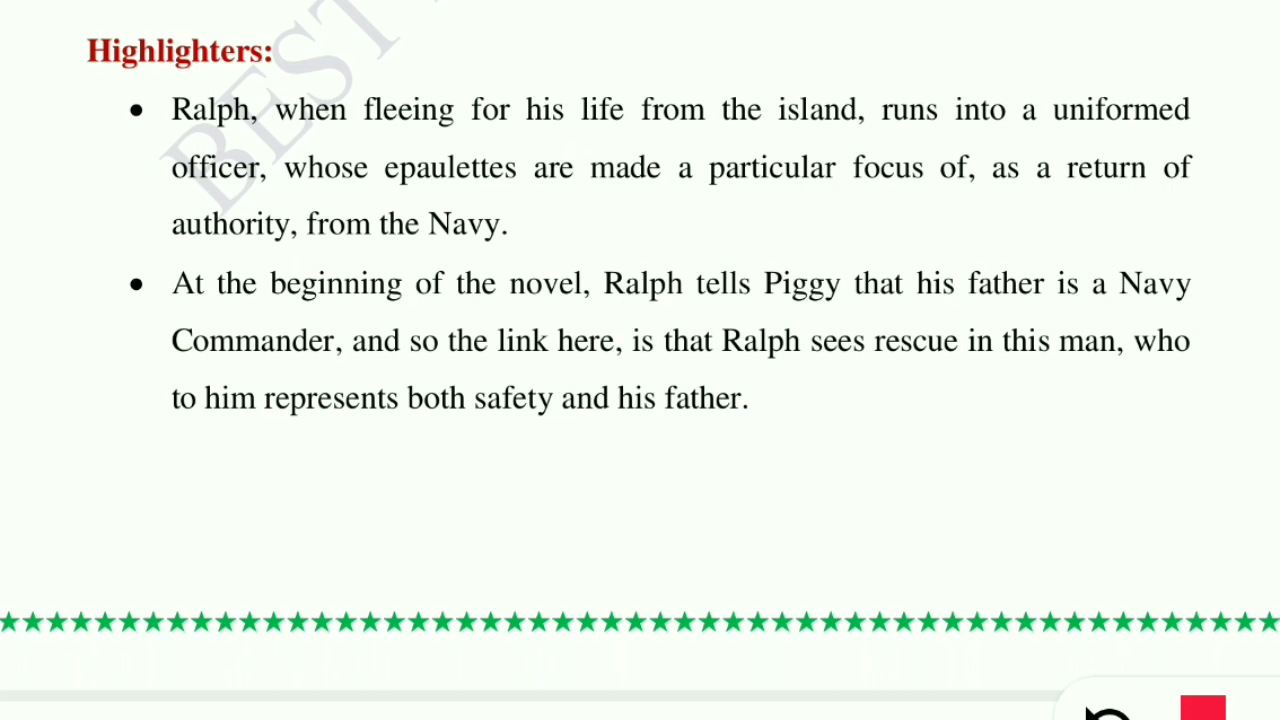 Highlighters:
• Ralph, when fleeing for his life from the island, runs into a uniformed
officer, whose epaulettes are made a particular focus of, as a return of
authority, from the Navy.
• At the beginning of the novel, Ralph tells Piggy that his father is a Navy
Commander, and so the link here, is that Ralph sees rescue in this man, who
to him represents both safety and his father.
BEST